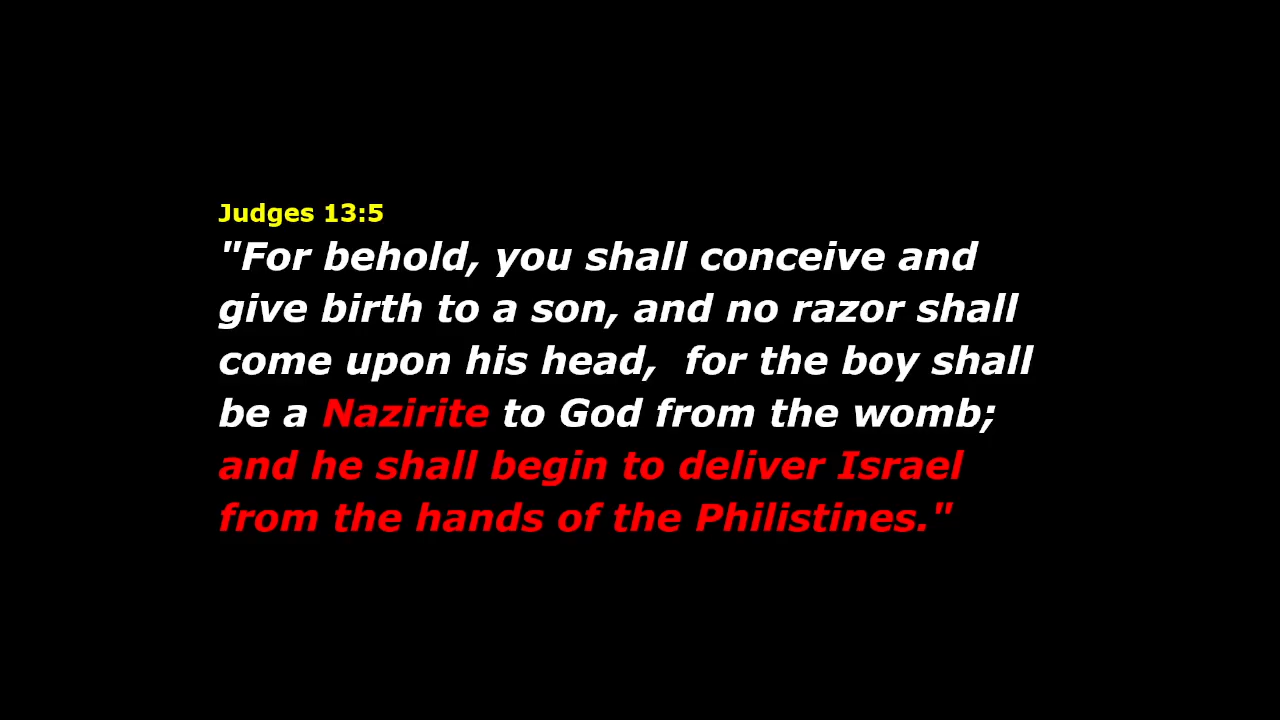 Judges 13:5
"For behold, you shall conceive and
give birth to a son, and no razor shall
come upon his head,  for the boy shall
be a Nazirite to God from the womb;
and he shall begin to deliver Israel
from the hands of the Philistines."